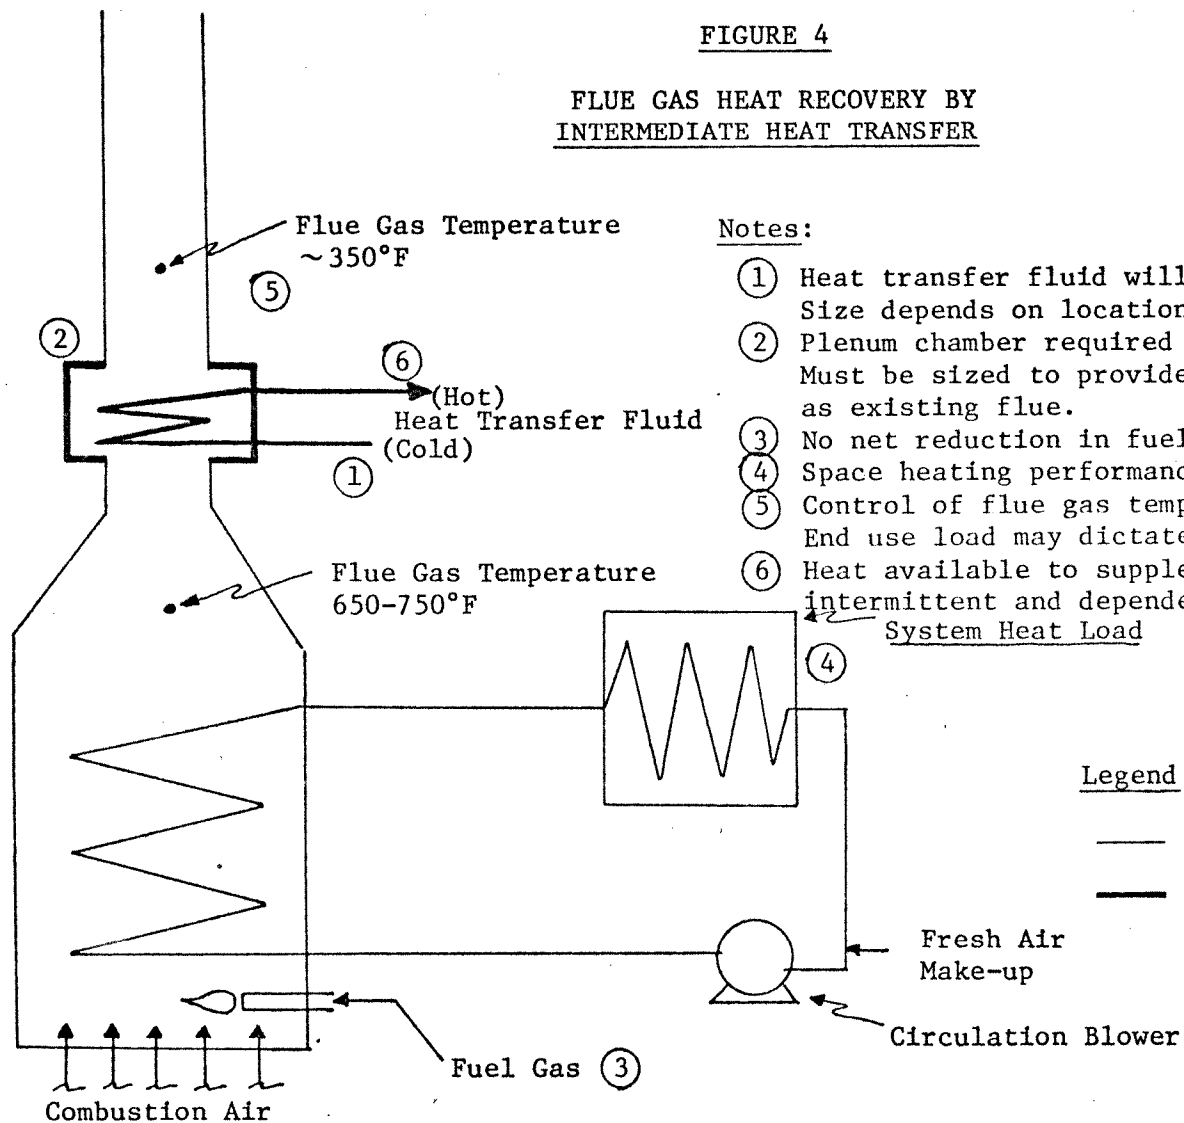 FIGURE 4
FLUE GAS HEAT RECOVERY BY
INTERMEDIATE HEAT TRANSFER
Flue Gas Temperature
~350°F
5
2
6
(Hot)
Heat Transfer Fluid
(Cold)
1
Notes:
1 Heat transfer fluid will
Size depends on location
2 Plenum chamber required
Must be sized to provide
as existing flue.
3 No net reduction in fuel
4 Space heating performanc
5 Control of flue gas temp
End use load may dictate
6 Heat available to supple
intermittent and depende
System Heat Load
4
Flue Gas Temperature
650-750°F
Legend
Fresh Air
Make-up
Circulation Blower
Fuel Gas 3
Combustion Air